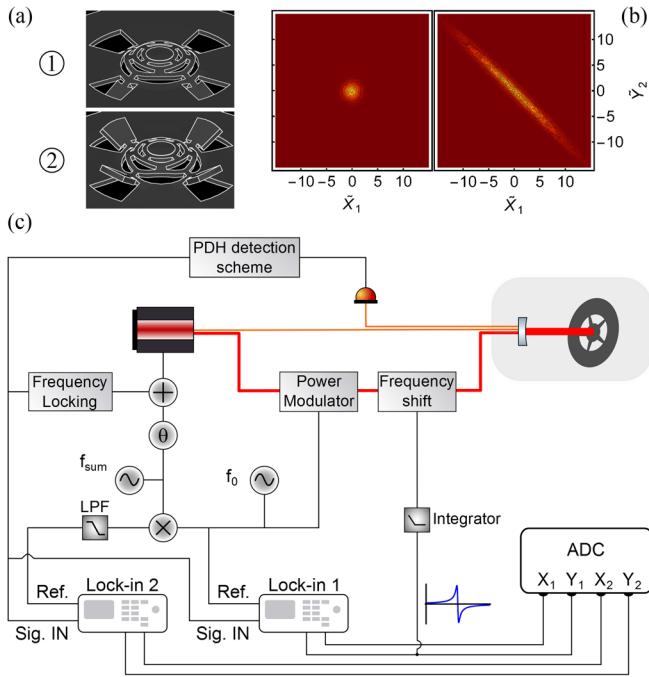 (a)
(b)
①
②
10
5
0
−5
−10
Ỹ₂
−10 −5 0 5 10
−10 −5 0 5 10
X̃₁
X̃₁
(c)
PDH detection
scheme
Frequency
Locking
Power
Modulator
Frequency
shift
θ
f_sum
f₀
LPF
Integrator
ADC
X₁ Y₁ X₂ Y₂
Ref.
Lock-in 2
Ref.
Lock-in 1
Sig. IN
Sig. IN